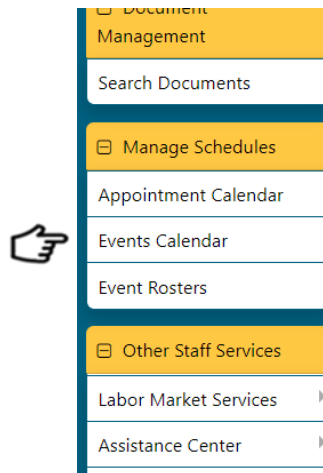 Document
Management
Search Documents
Manage Schedules
Appointment Calendar
Events Calendar
Event Rosters
Other Staff Services
Labor Market Services
Assistance Center